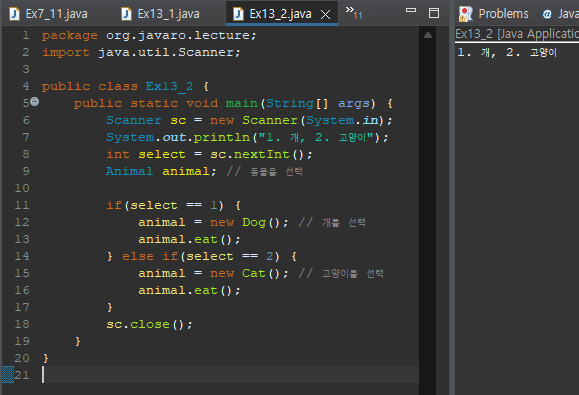 Ex7_11.java Ex13_1.java Ex13_2.java 11
Problems @ Java
Ex13_2 [Java Application
1. 개, 2. 고양이
1 package org.javaro.lecture;
2 import java.util.Scanner;
3
4 public class Ex13_2 {
5 public static void main(String[] args) {
6 Scanner sc = new Scanner(System.in);
7 System.out.println("1. 개, 2. 고양이");
8 int select = sc.nextInt();
9 Animal animal; // 동물을 선택
10
11 if(select == 1) {
12 animal = new Dog(); // 개를 선택
13 animal.eat();
14 } else if(select == 2) {
15 animal = new Cat(); // 고양이를 선택
16 animal.eat();
17 }
18 sc.close();
19 }
20 }
21